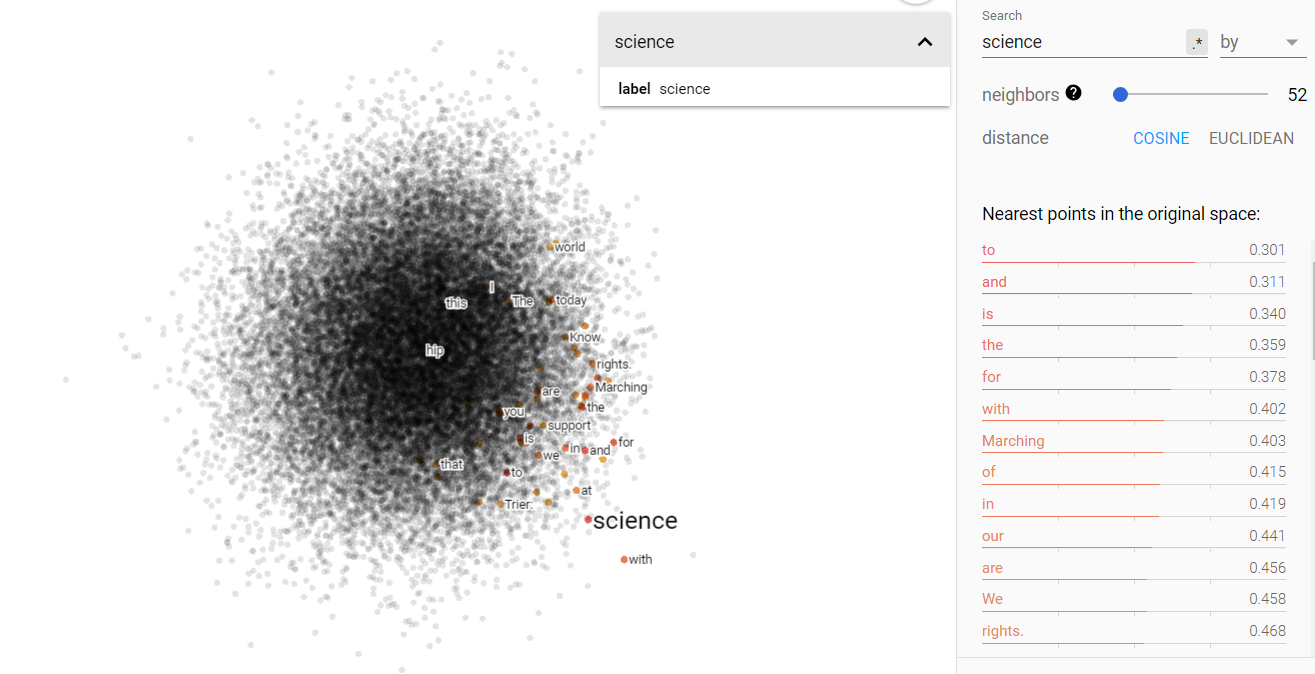 science
label science
world
I
this
The
today
Know
hip
rights.
Marching
are
the
you
support
is
for
in
and
we
that
to
at
Trier:
science
with
Search
science
.*
by
neighbors ?
52
distance
COSINE
EUCLIDEAN
Nearest points in the original space:
to 0.301
and 0.311
is 0.340
the 0.359
for 0.378
with 0.402
Marching 0.403
of 0.415
in 0.419
our 0.441
are 0.456
We 0.458
rights. 0.468